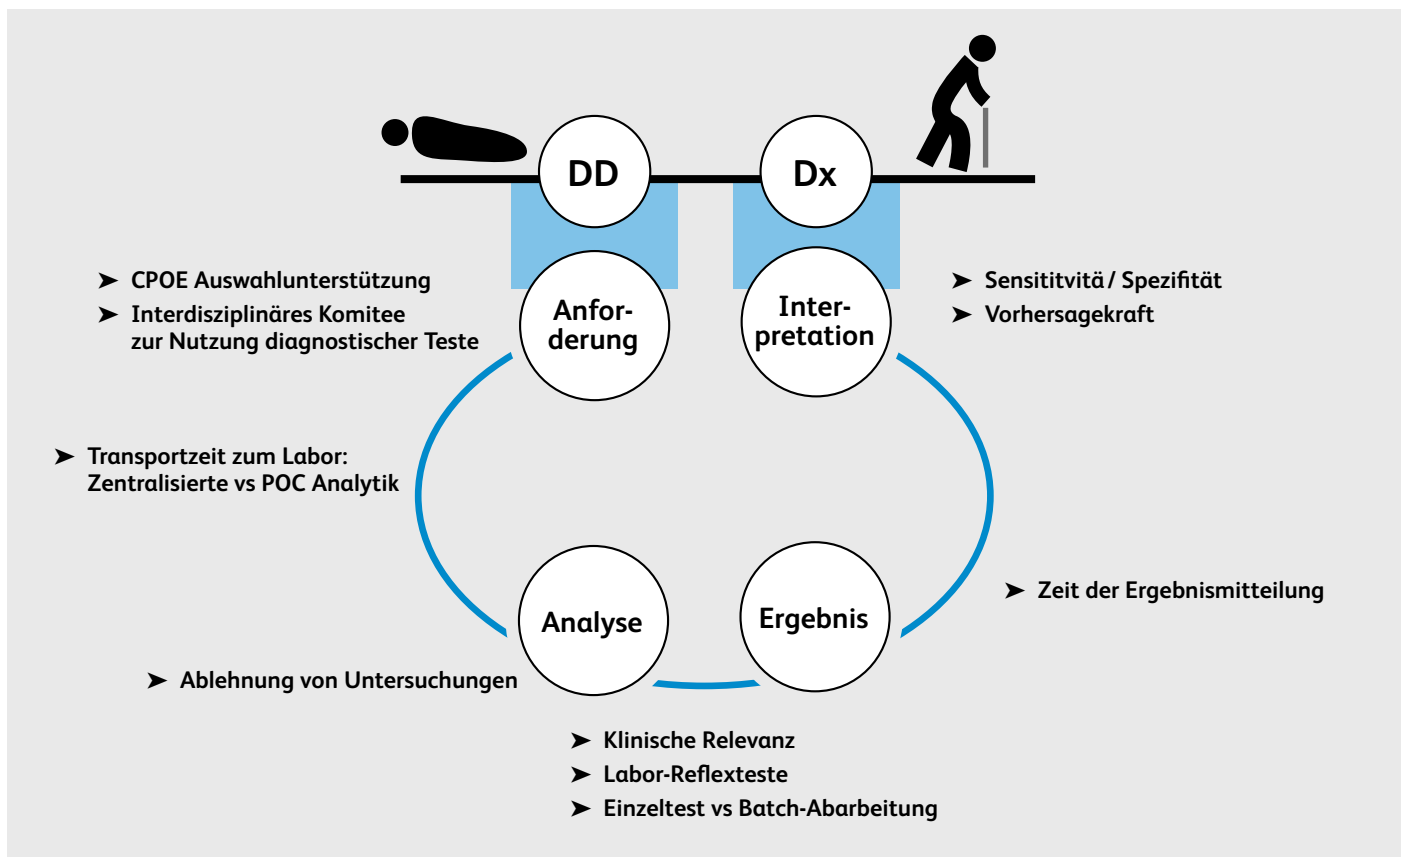 DD
Dx
➤ CPOE Auswahlunterstützung
➤ Interdisziplinäres Komitee
zur Nutzung diagnostischer Teste
Anfor-
derung
Inter-
pretation
➤ Sensititvitä / Spezifität
➤ Vorhersagekraft
➤ Transportzeit zum Labor:
Zentralisierte vs POC Analytik
Analyse
Ergebnis
➤ Zeit der Ergebnismitteilung
➤ Ablehnung von Untersuchungen
➤ Klinische Relevanz
➤ Labor-Reflexteste
➤ Einzeltest vs Batch-Abarbeitung